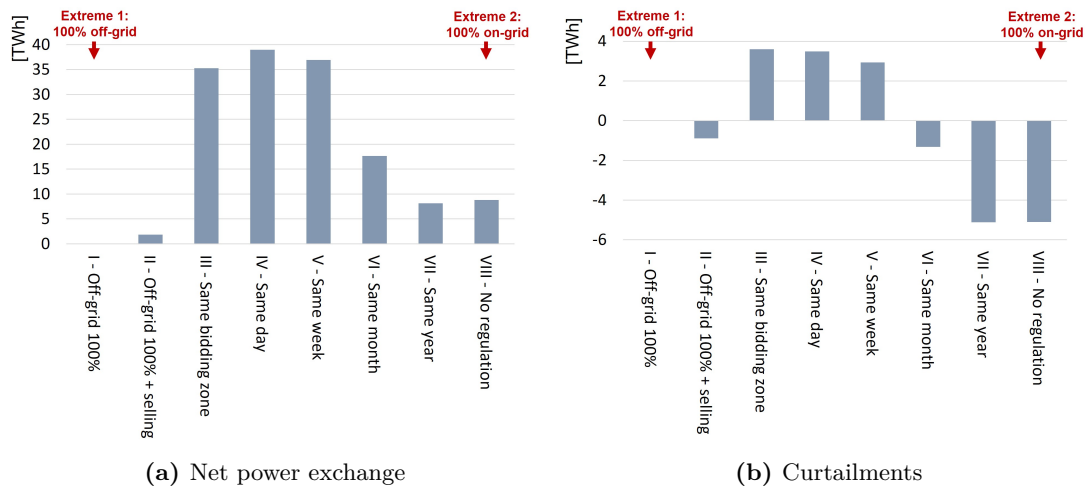 Extreme 1:
100% off-grid
Extreme 2:
100% on-grid
[TWh]
40
35
30
25
20
15
10
5
0
I - Off-grid 100%
II - Off-grid 100% + selling
III - Same bidding zone
IV - Same day
V - Same week
VI - Same month
VII - Same year
VIII - No regulation
(a) Net power exchange
Extreme 1:
100% off-grid
Extreme 2:
100% on-grid
[TWh]
4
2
0
-2
-4
-6
I - Off-grid 100%
II - Off-grid 100% + selling
III - Same bidding zone
IV - Same day
V - Same week
VI - Same month
VII - Same year
VIII - No regulation
(b) Curtailments